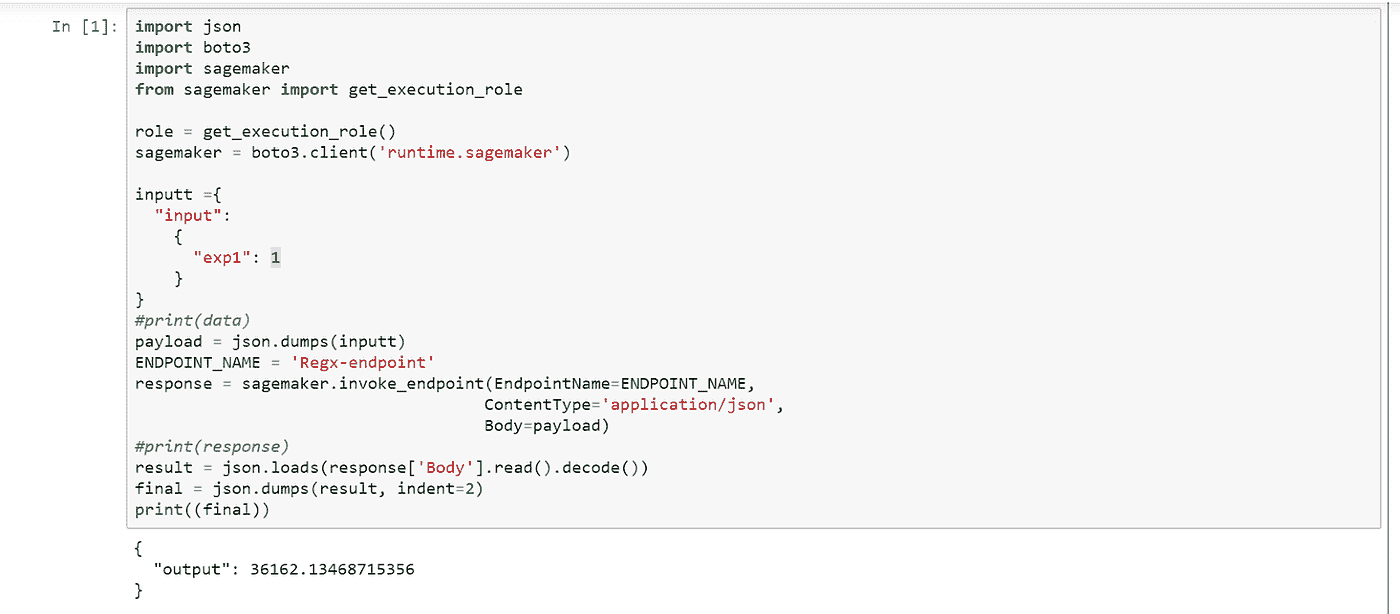 In [1]:
import json
import boto3
import sagemaker
from sagemaker import get_execution_role

role = get_execution_role()
sagemaker = boto3.client('runtime.sagemaker')

inputt ={
  "input":
    {
      "exp1": 1
    }
}
#print(data)
payload = json.dumps(inputt)
ENDPOINT_NAME = 'Regx-endpoint'
response = sagemaker.invoke_endpoint(EndpointName=ENDPOINT_NAME,
                                    ContentType='application/json',
                                    Body=payload)
#print(response)
result = json.loads(response['Body'].read().decode())
final = json.dumps(result, indent=2)
print((final))

{
  "output": 36162.13468715356
}